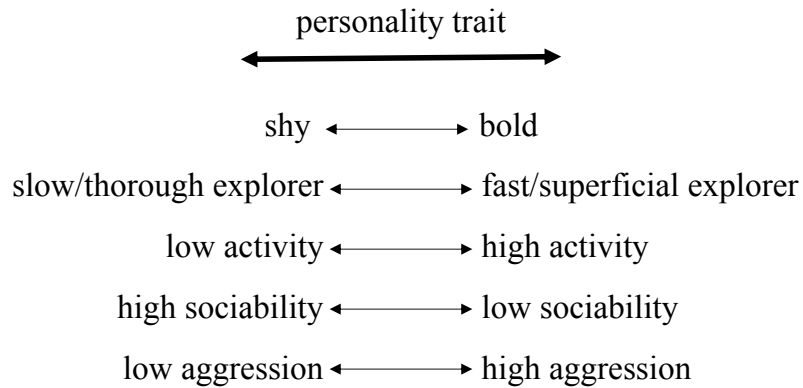 personality trait
shy bold
slow/thorough explorer fast/superficial explorer
low activity high activity
high sociability low sociability
low aggression high aggression